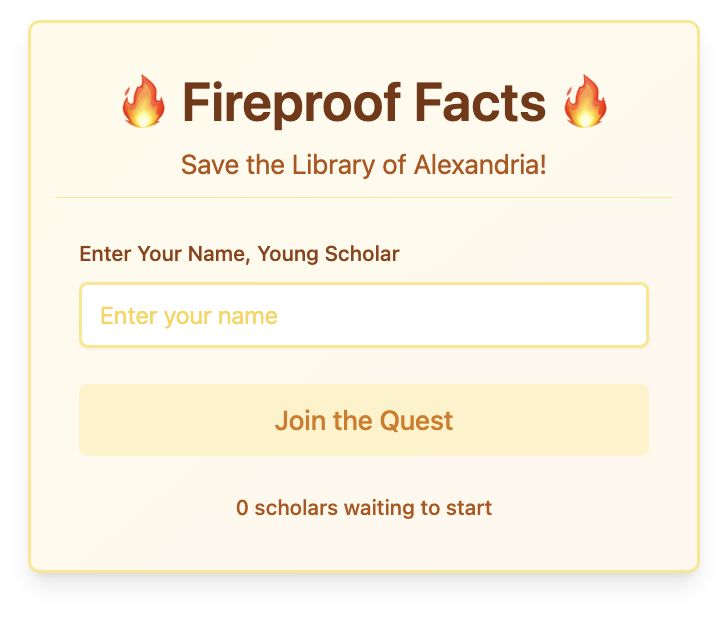 🔥 Fireproof Facts 🔥
Save the Library of Alexandria!
Enter Your Name, Young Scholar
Enter your name
Join the Quest
0 scholars waiting to start